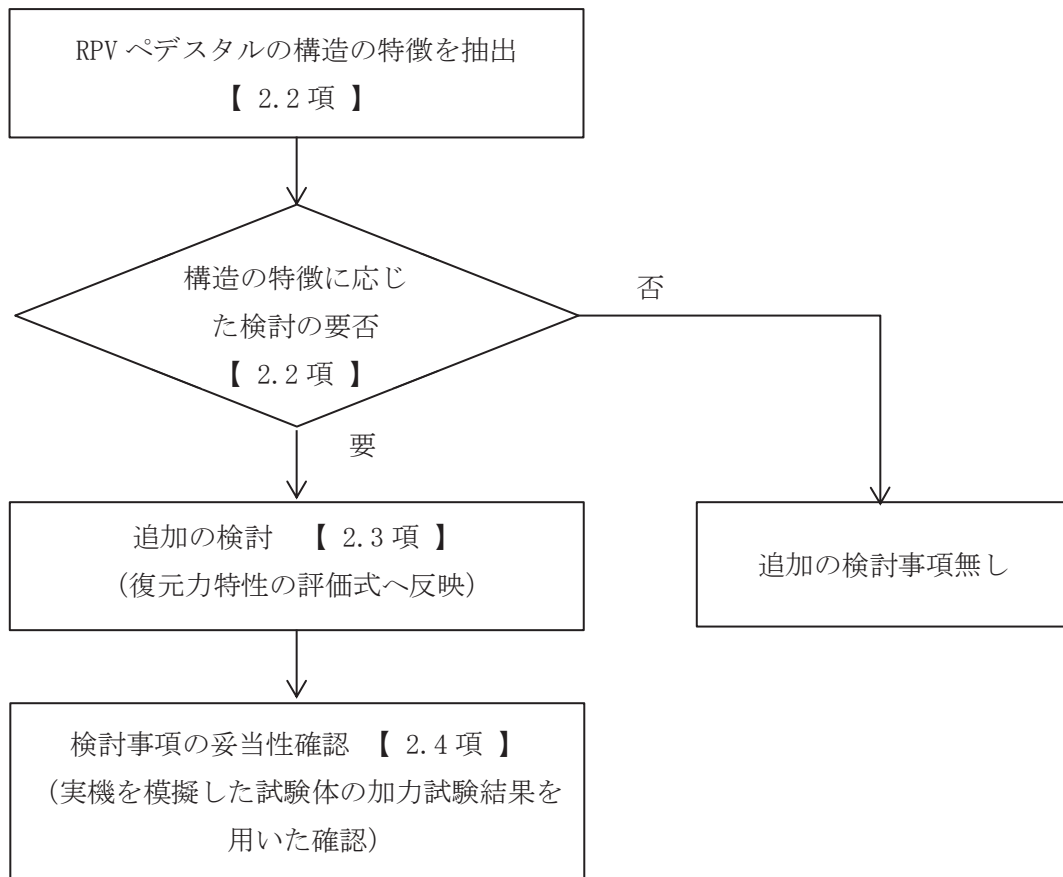 RPV ペデスタルの構造の特徴を抽出
【 2.2 項 】
構造の特徴に応じ
た検討の要否
【 2.2 項 】
否
要
追加の検討 【 2.3 項 】
(復元力特性の評価式へ反映)
追加の検討事項無し
検討事項の妥当性確認 【 2.4 項 】
(実機を模擬した試験体の加力試験結果を
用いた確認)